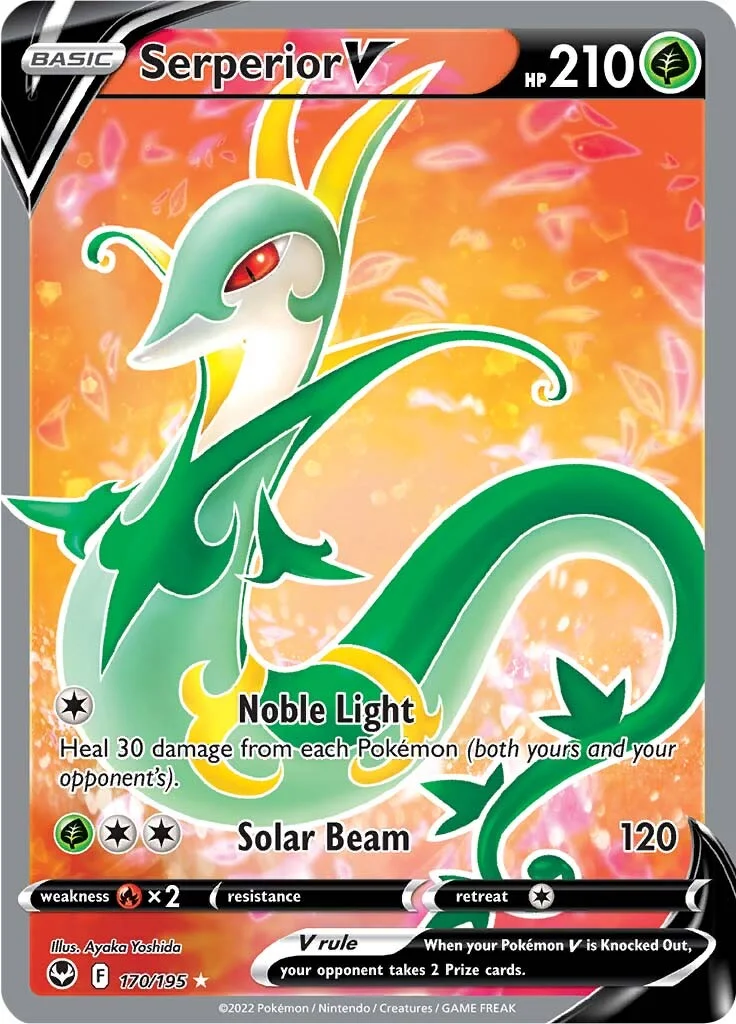 BASIC Serperior V HP 210
Noble Light
Heal 30 damage from each Pokémon (both yours and your
opponent's).
Solar Beam 120
weakness ×2 resistance retreat
Illus. Ayaka Yoshida
V rule When your Pokémon V is Knocked Out,
your opponent takes 2 Prize cards.
F 170/195
©2022 Pokémon / Nintendo / Creatures / GAME FREAK